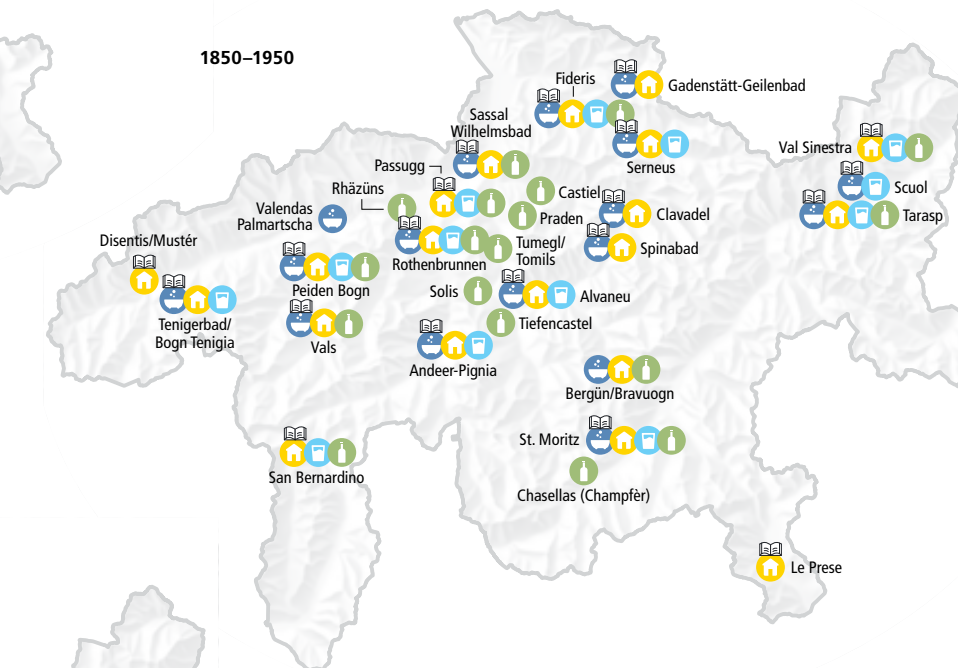 1850–1950
Fideris
Gadenstätt-Geilenbad
Sassal
Wilhelmsbad
Serneus
Val Sinestra
Passugg
Scuol
Rhäzüns
Castiel
Tarasp
Valendas
Palmartscha
Praden
Clavadel
Disentis/Mustér
Rothenbrunnen
Tumegl/
Tomils
Spinabad
Peiden Bogn
Solis
Alvaneu
Tenigerbad/
Bogn Tenigia
Vals
Tiefencastel
Andeer-Pignia
Bergün/Bravuogn
St. Moritz
San Bernardino
Chasellas (Champfèr)
Le Prese